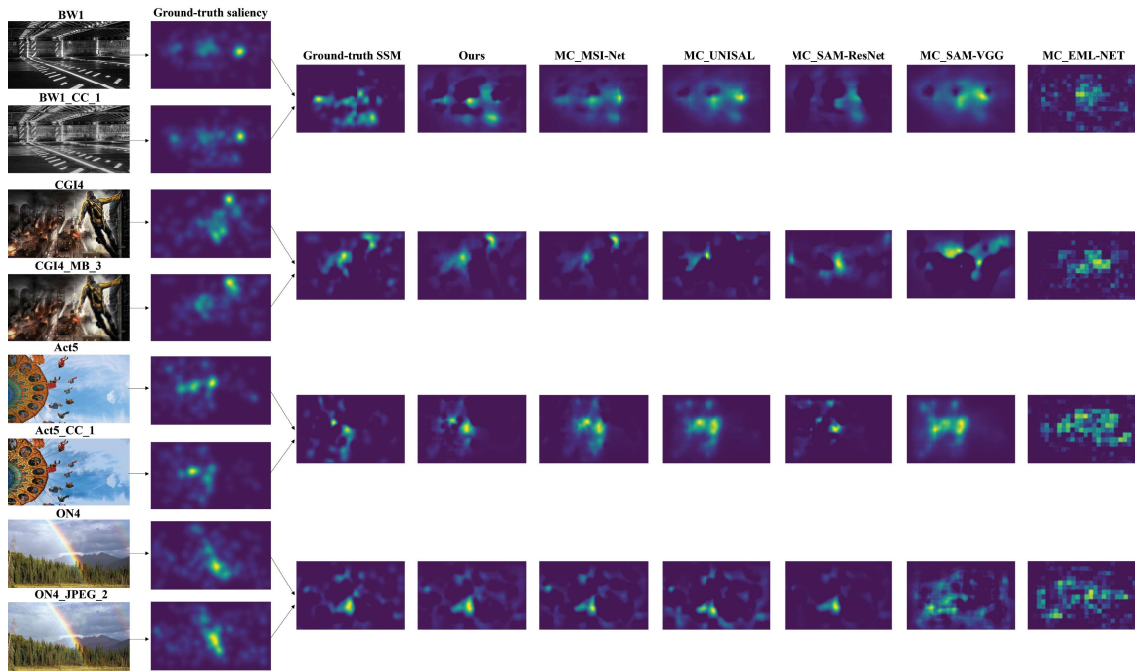 BW1
Ground-truth saliency
Ground-truth SSM
Ours
MC_MSI-Net
MC_UNISAL
MC_SAM-ResNet
MC_SAM-VGG
MC_EML-NET
BW1_CC_1
CGI4
CGI4_MB_3
Act5
Act5_CC_1
ON4
ON4_JPEG_2